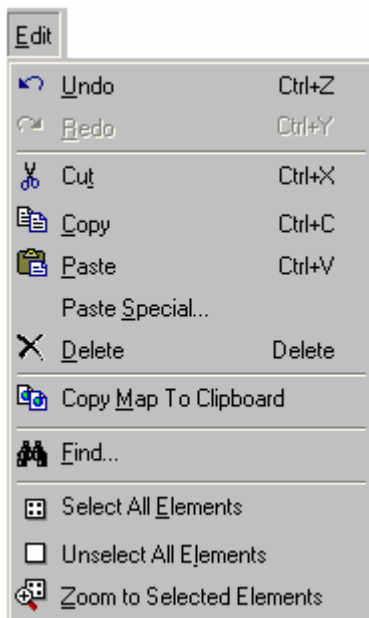 Edit
Undo Ctrl+Z
Redo Ctrl+Y
Cut Ctrl+X
Copy Ctrl+C
Paste Ctrl+V
Paste Special...
Delete Delete
Copy Map To Clipboard
Find...
Select All Elements
Unselect All Elements
Zoom to Selected Elements